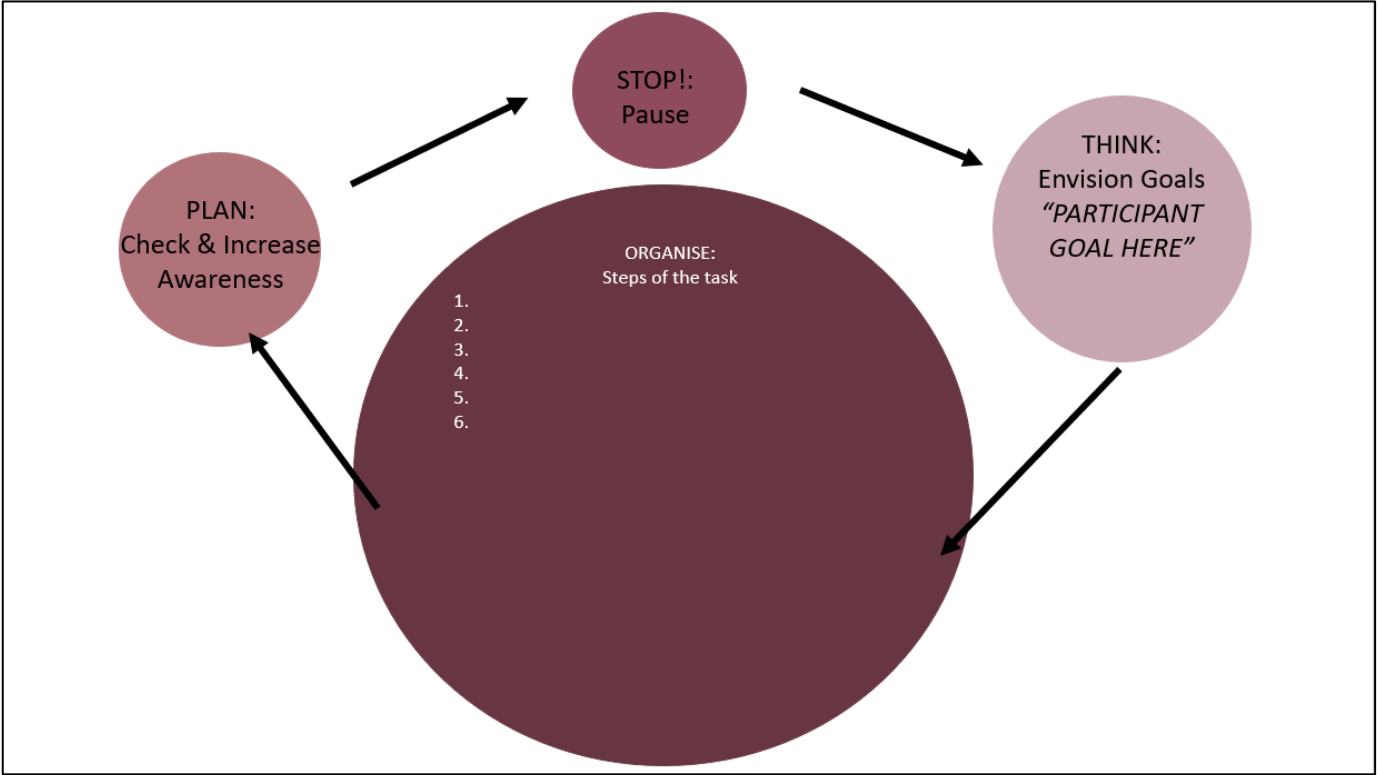 STOP!:
Pause
THINK:
Envision Goals
“PARTICIPANT
GOAL HERE”
ORGANISE:
Steps of the task
1.
2.
3.
4.
5.
6.
PLAN:
Check & Increase
Awareness